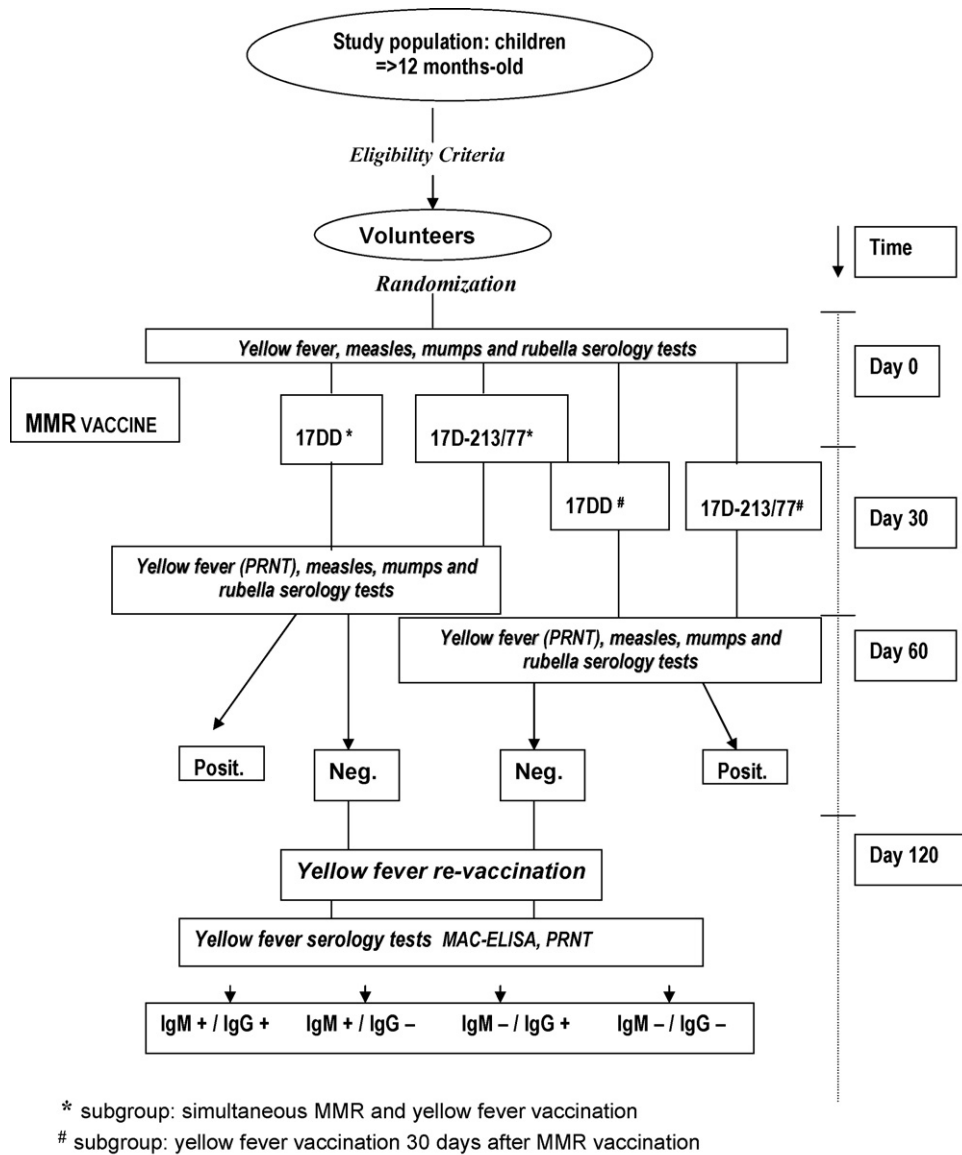 Study population: children
=>12 months-old
Eligibility Criteria
Volunteers
Time
Randomization
Yellow fever, measles, mumps and rubella serology tests
Day 0
MMR VACCINE
17DD *
17D-213/77*
17DD #
17D-213/77#
Day 30
Yellow fever (PRNT), measles, mumps and
rubella serology tests
Yellow fever (PRNT), measles, mumps and
rubella serology tests
Day 60
Posit.
Neg.
Neg.
Posit.
Day 120
Yellow fever re-vaccination
Yellow fever serology tests MAC-ELISA, PRNT
IgM + / IgG +
IgM + / IgG –
IgM – / IgG +
IgM – / IgG –
* subgroup: simultaneous MMR and yellow fever vaccination
# subgroup: yellow fever vaccination 30 days after MMR vaccination